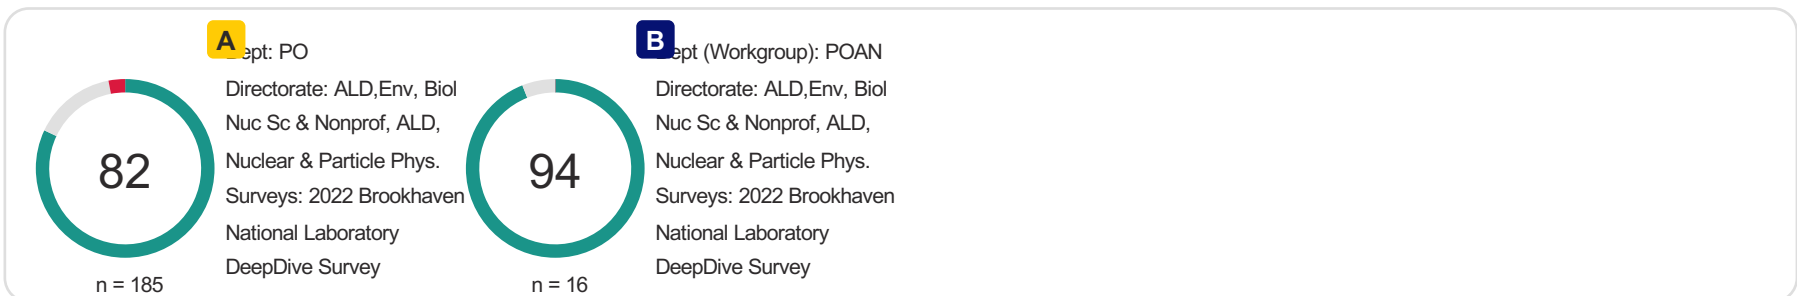 A
ept: PO
Directorate: ALD,Env, Biol
Nuc Sc & Nonprof, ALD,
Nuclear & Particle Phys.
Surveys: 2022 Brookhaven
National Laboratory
DeepDive Survey
82
n = 185
B
ept (Workgroup): POAN
Directorate: ALD,Env, Biol
Nuc Sc & Nonprof, ALD,
Nuclear & Particle Phys.
Surveys: 2022 Brookhaven
National Laboratory
DeepDive Survey
94
n = 16